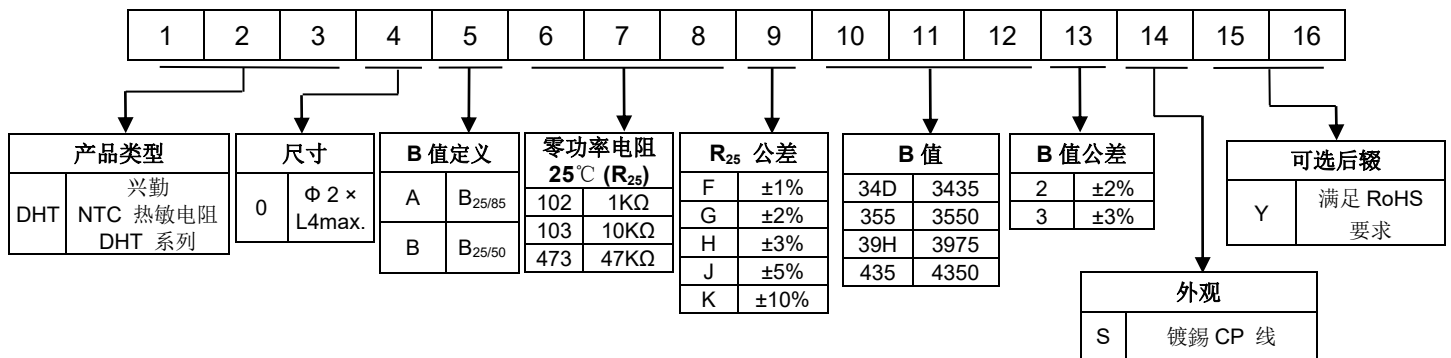 1 2 3 4 5 6 7 8 9 10 11 12 13 14 15 16
产品类型
DHT 兴勤
NTC 热敏电阻
DHT 系列
尺寸
0 Φ 2 ×
L4max.
B 值定义
A B25/85
B B25/50
零功率电阻
25℃ (R25)
102 1KΩ
103 10KΩ
473 47KΩ
R25 公差
F ±1%
G ±2%
H ±3%
J ±5%
K ±10%
B 值
34D 3435
355 3550
39H 3975
435 4350
B 值公差
2 ±2%
3 ±3%
外观
S 镀錫 CP 线
可选后辍
Y 满足 RoHS
要求